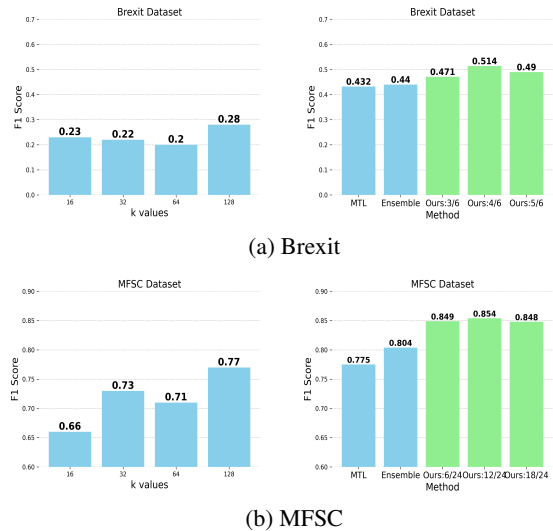 Brexit Dataset
0.7
0.6
0.5
0.4
0.3
0.2
0.1
0.0
F1 Score
0.23
0.22
0.2
0.28
16
32
64
128
k values
Brexit Dataset
0.7
0.6
0.5
0.4
0.3
0.2
0.1
0.0
F1 Score
0.432
0.44
0.471
0.514
0.49
MTL
Ensemble
Ours:3/6
Ours:4/6
Ours:5/6
Method
(a) Brexit
MFSC Dataset
0.90
0.85
0.80
0.75
0.70
0.65
0.60
F1 Score
0.66
0.73
0.71
0.77
16
32
64
128
k values
MFSC Dataset
0.90
0.85
0.80
0.75
0.70
0.65
0.60
F1 Score
0.775
0.804
0.849
0.854
0.848
MTL
Ensemble
Ours:6/24
Ours:12/24
Ours:18/24
Method
(b) MFSC